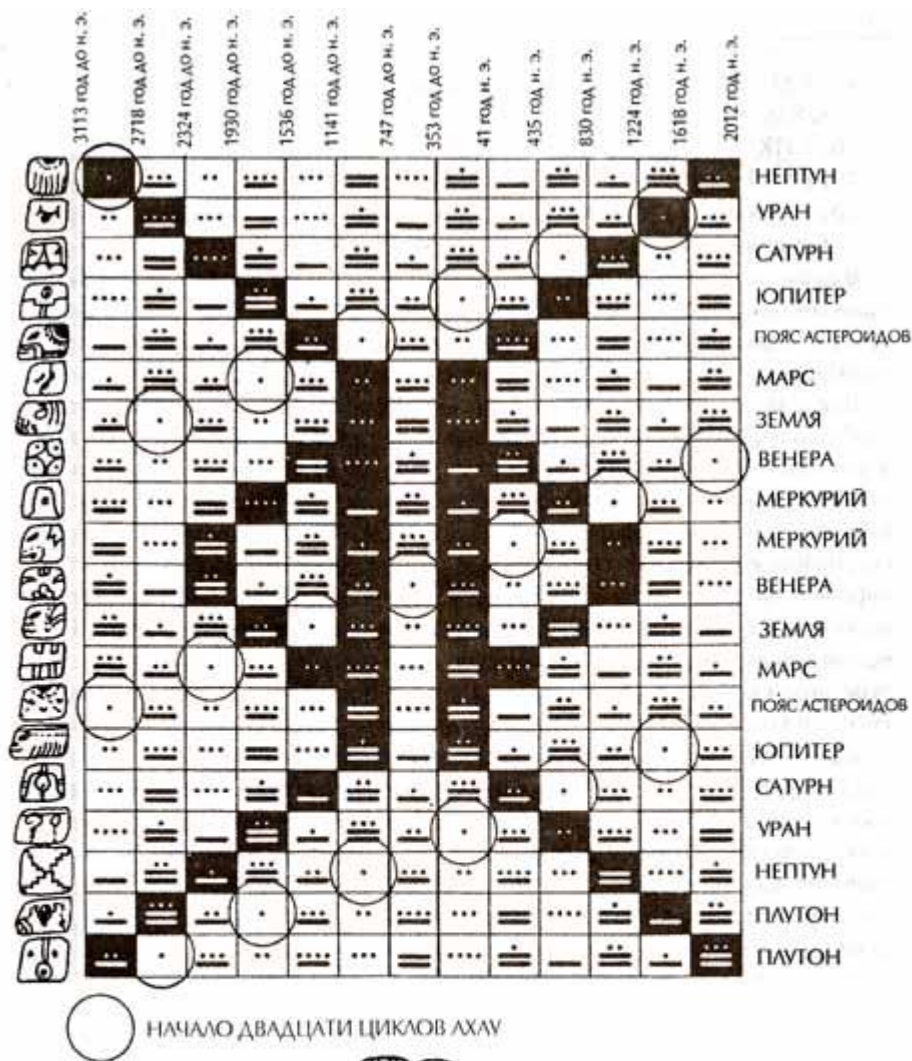 3113 год до н. э.
2718 год до н. э.
2324 год до н. э.
1930 год до н. э.
1536 год до н. э.
1141 год до н. э.
747 год до н. э.
353 год до н. э.
41 год н. э.
435 год н. э.
830 год н. э.
1224 год н. э.
1618 год н. э.
2012 год н. э.
НЕПТУН
УРАН
САТУРН
ЮПИТЕР
ПОЯС АСТЕРОИДОВ
МАРС
ЗЕМЛЯ
ВЕНЕРА
МЕРКУРИЙ
МЕРКУРИЙ
ВЕНЕРА
ЗЕМЛЯ
МАРС
ПОЯС АСТЕРОИДОВ
ЮПИТЕР
САТУРН
УРАН
НЕПТУН
ПЛУТОН
ПЛУТОН
НАЧАЛО ДВАДЦАТИ ЦИКЛОВ АХАУ